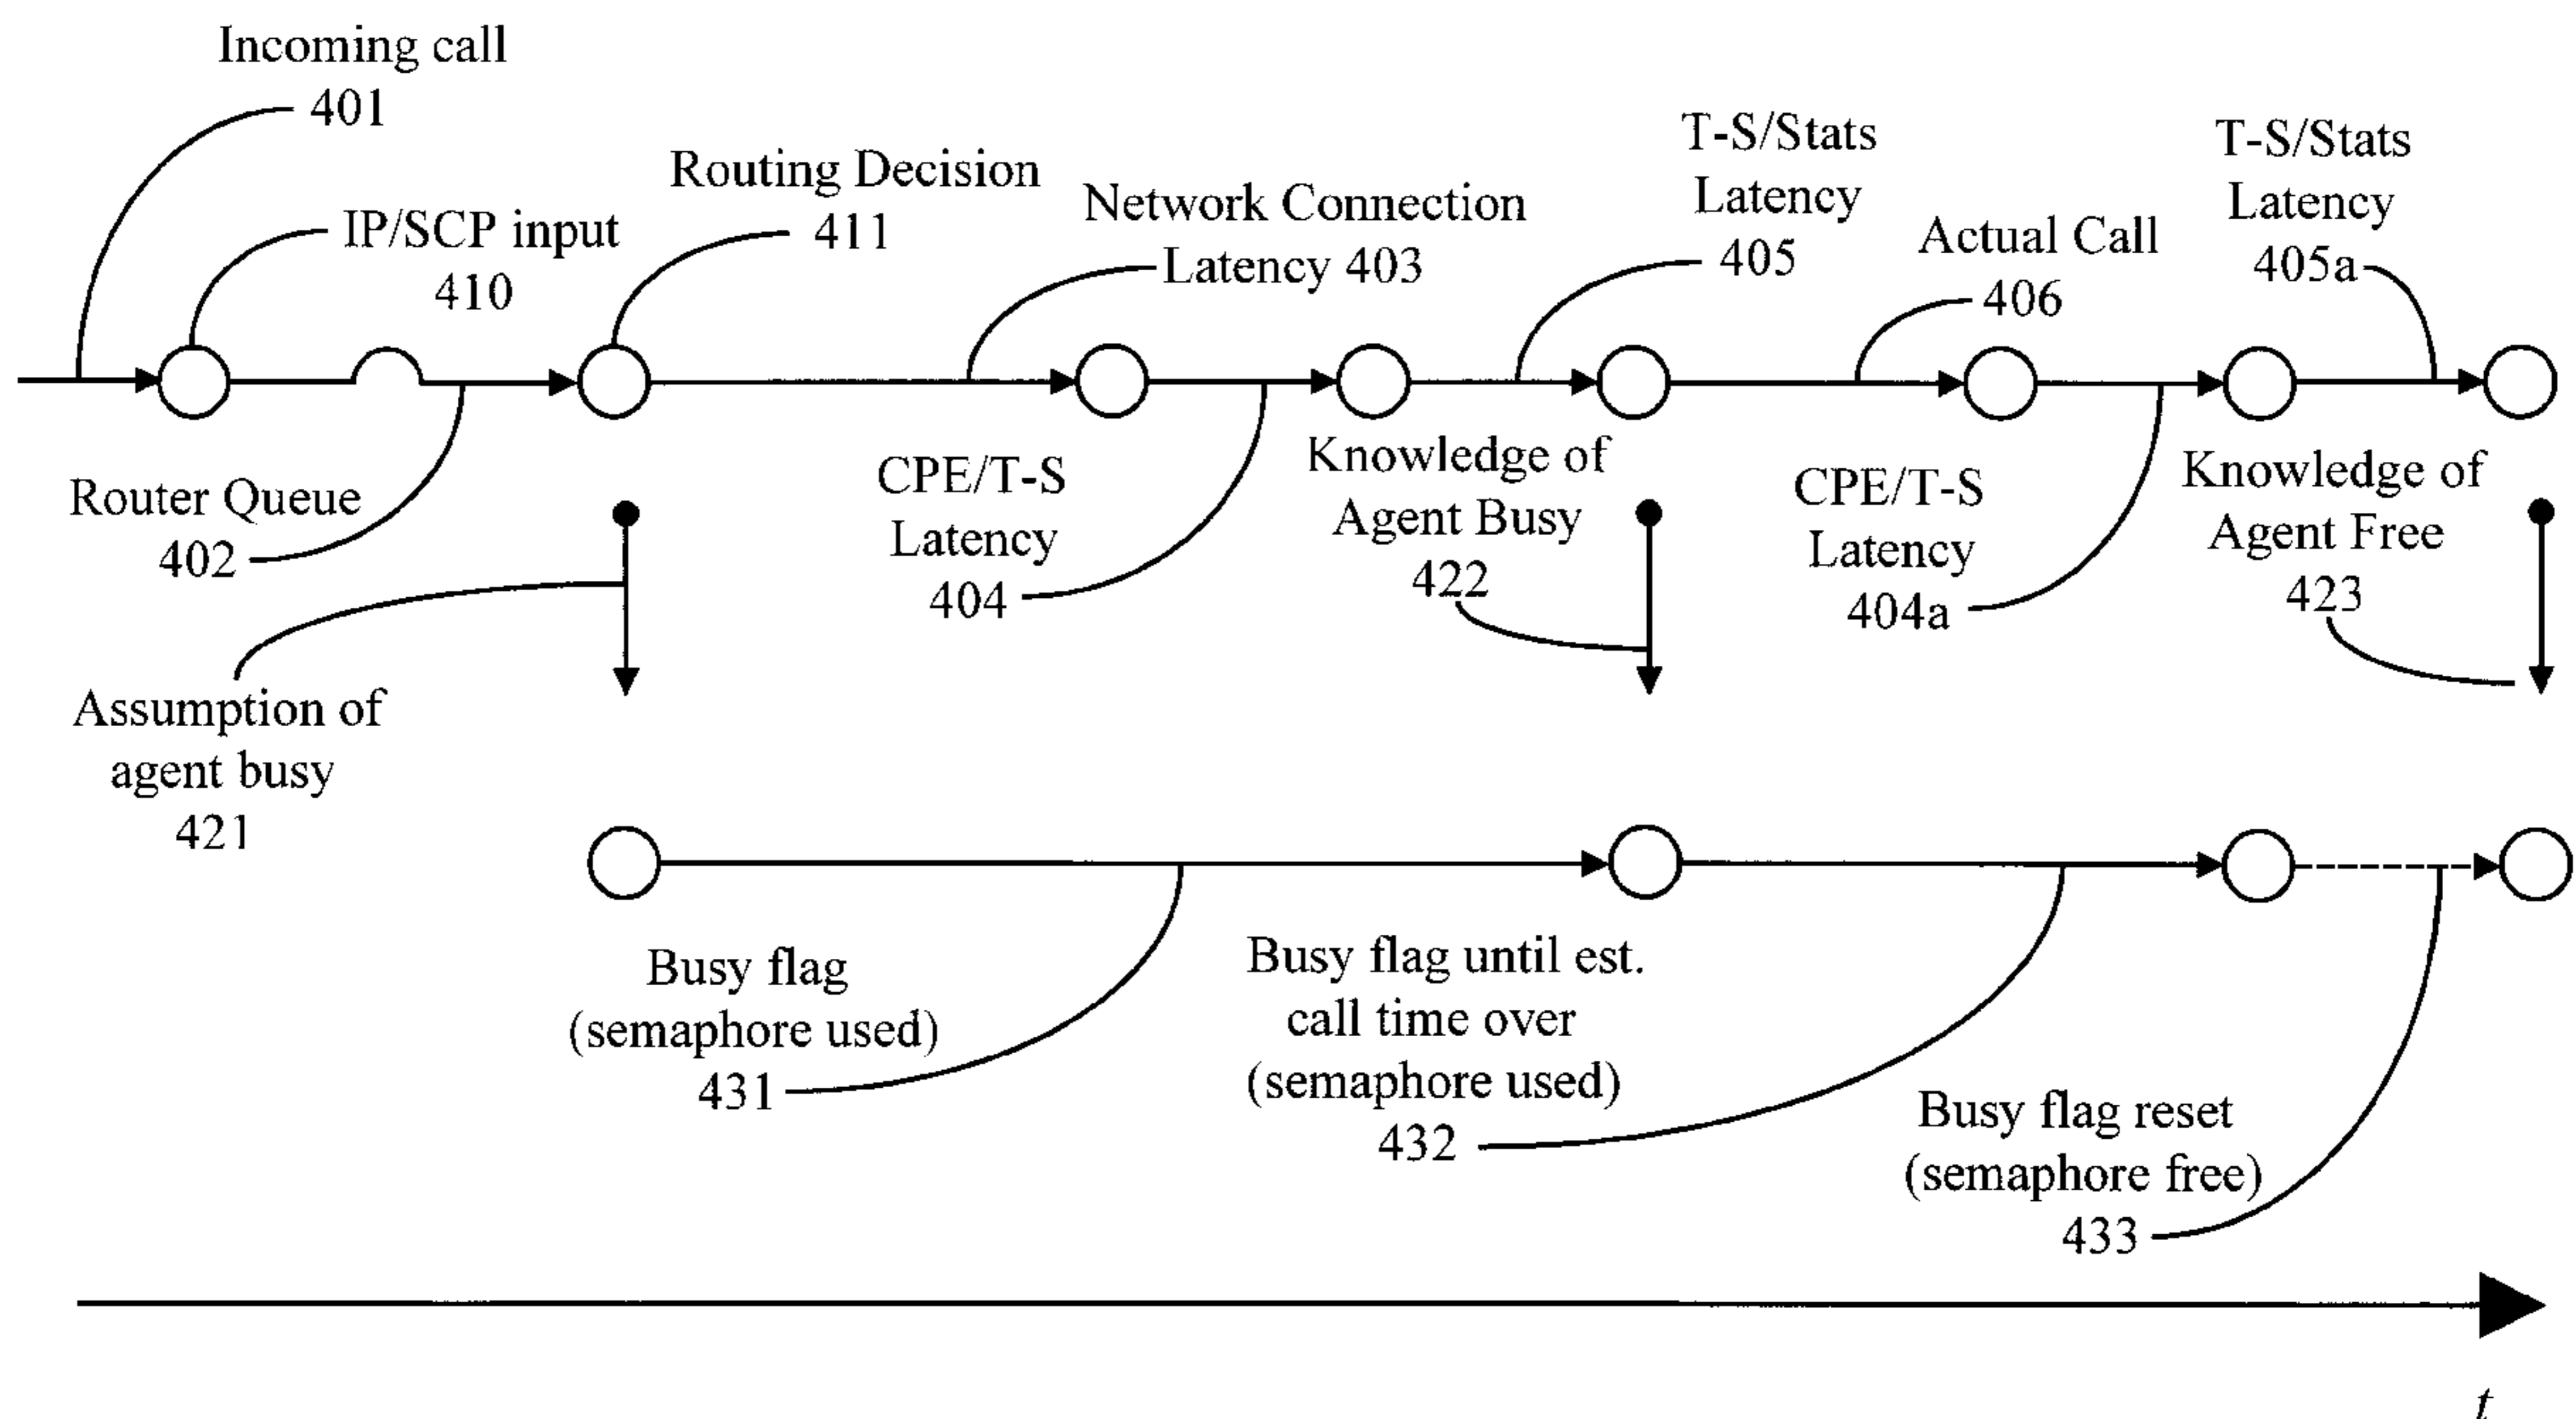 Incoming call
401
IP/SCP input
410
Routing Decision
411
Network Connection
Latency 403
T-S/Stats
Latency
405
Actual Call
406
T-S/Stats
Latency
405a
Router Queue
402
CPE/T-S
Latency
404
Knowledge of
Agent Busy
422
CPE/T-S
Latency
404a
Knowledge of
Agent Free
423
Assumption of
agent busy
421
Busy flag
(semaphore used)
431
Busy flag until est.
call time over
(semaphore used)
432
Busy flag reset
(semaphore free)
433
t